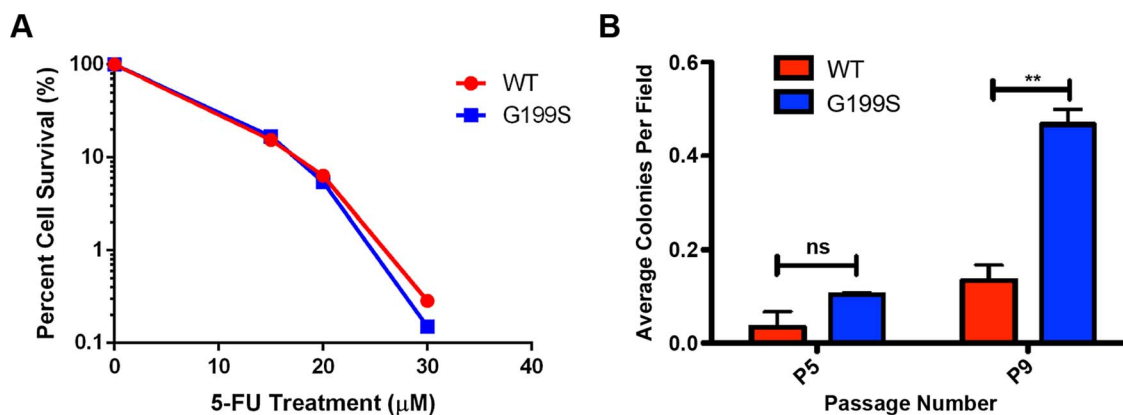 A
Percent Cell Survival (%)
100
10
1
0.1
0
10
20
30
40
5-FU Treatment (μM)
WT
G199S
B
Average Colonies Per Field
0.6
0.4
0.2
0.0
WT
G199S
ns
**
P5
P9
Passage Number